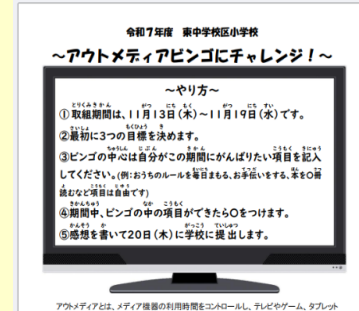 令和7年度 東中学校区小学校
~アウトメディアビンゴにチャレンジ!~
~やり方~
①取組期間は、11月13日(木)~11月19日(水)です。
②最初に3つの目標を決めます。
③ビンゴの中心は自分がこの期間にがんばりたい項目を記入
してください。(例:おうちのルールを毎日まもる、お手伝いをする、本を〇冊
読むなど項目は自由です)
④期間中、ビンゴの中の項目ができたら〇をつけます。
⑤感想を書いて20日(木)に学校に提出します。
アウトメディアとは、メディア機器の利用時間をコントロールし、テレビやゲーム、タブレット